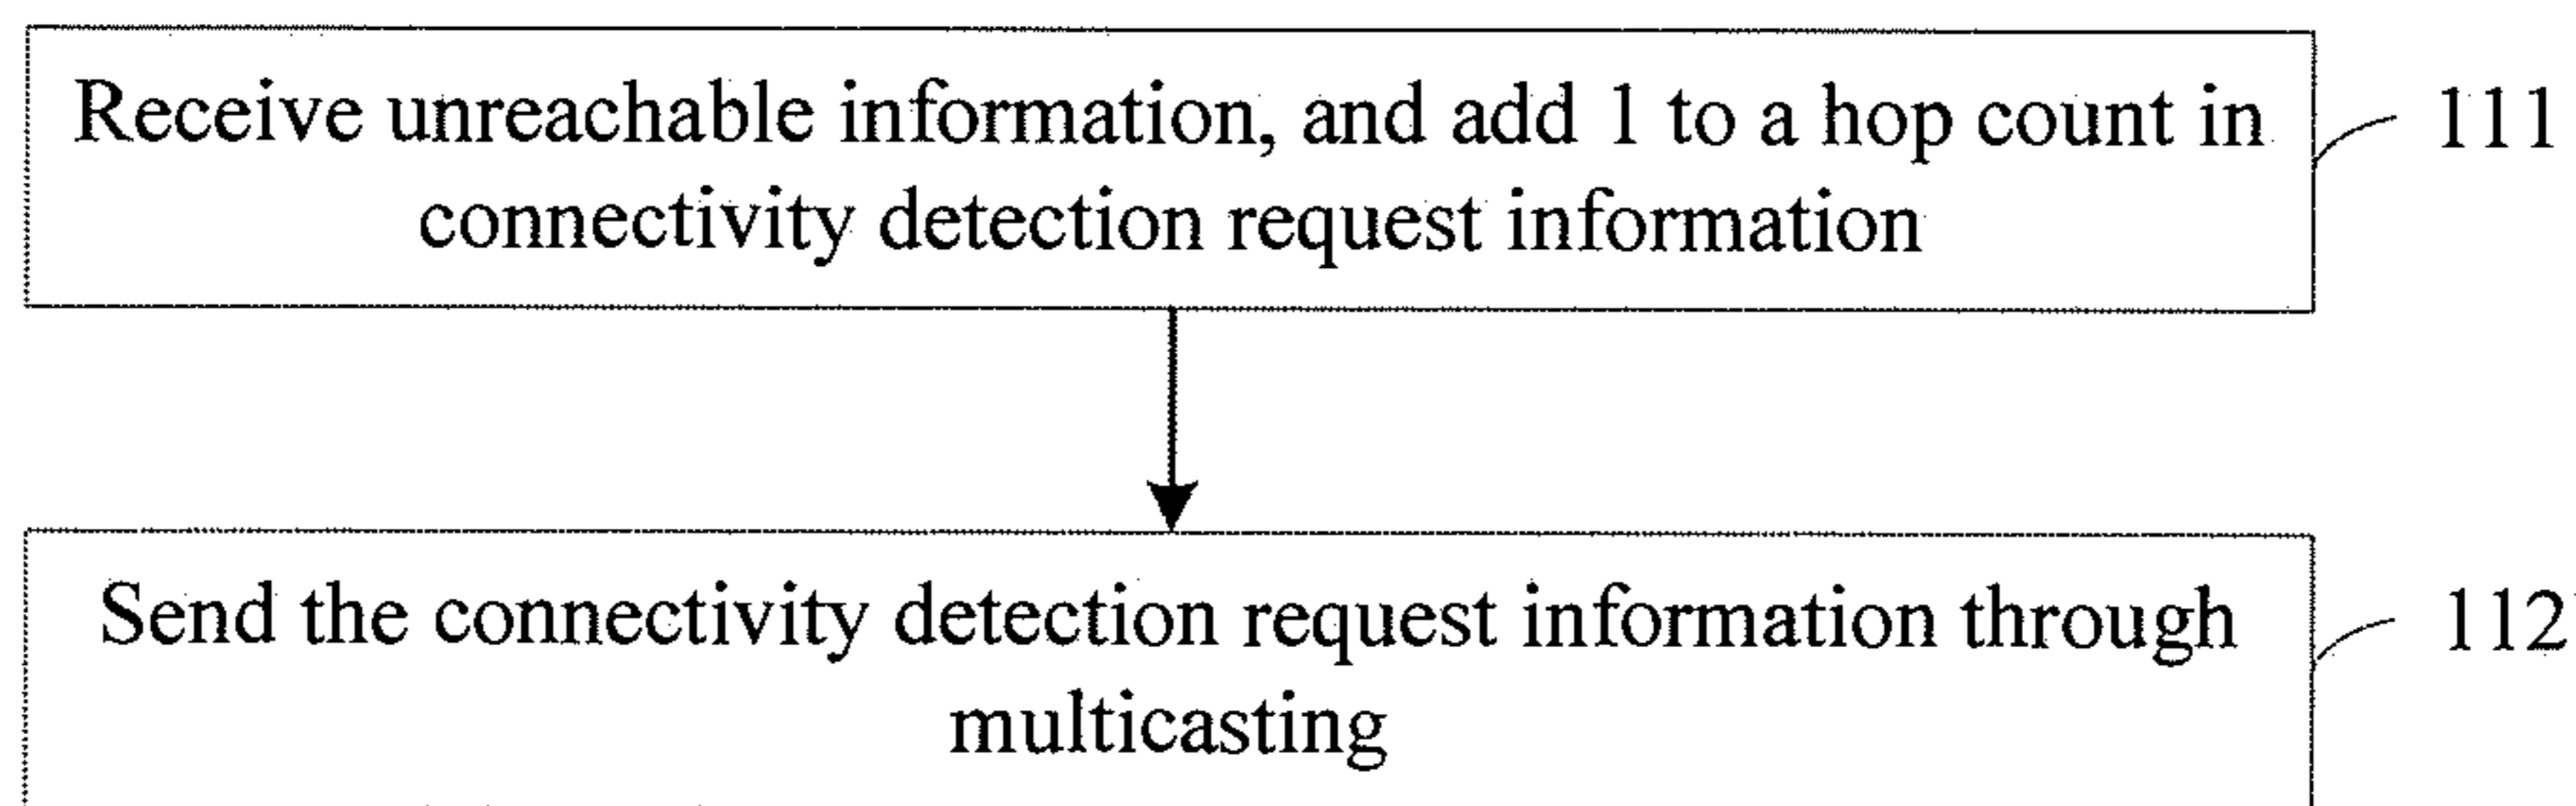 Receive unreachable information, and add 1 to a hop count in
connectivity detection request information
111
Send the connectivity detection request information through
multicasting
112